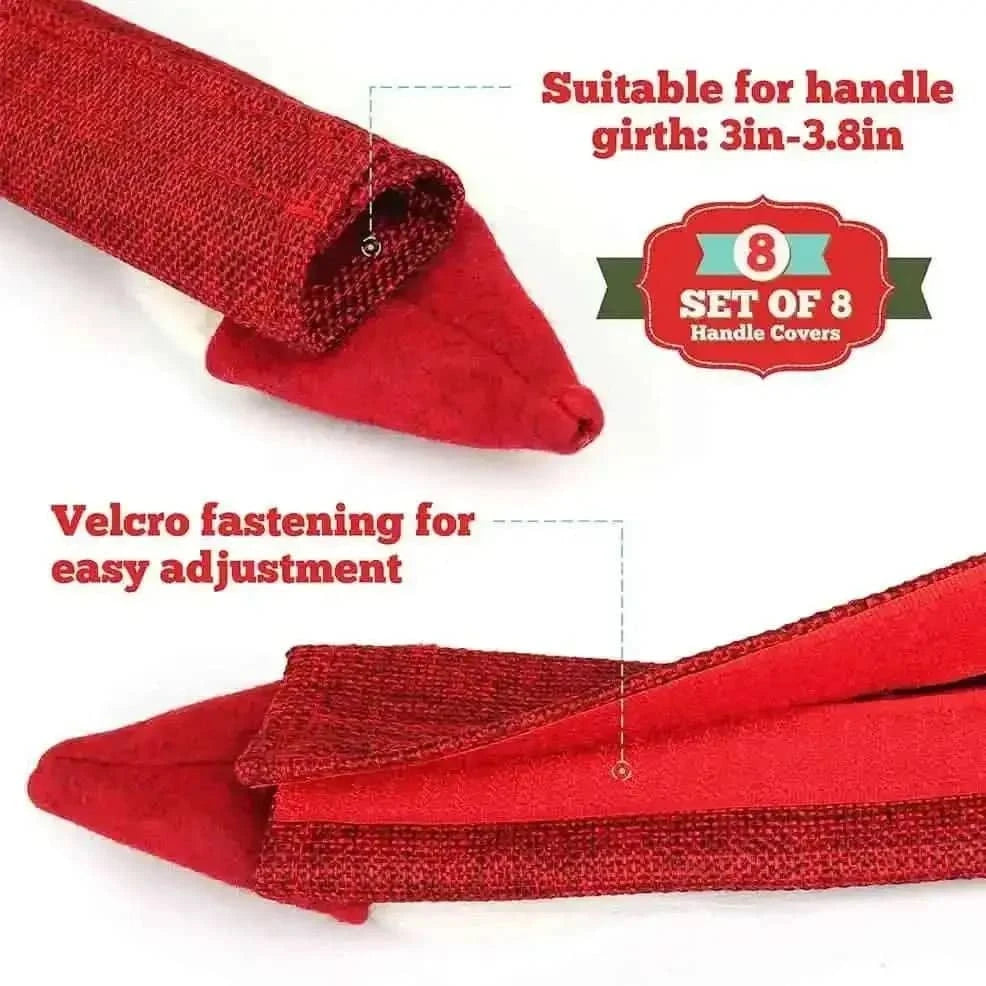 Suitable for handle
girth: 3in-3.8in
8
SET OF 8
Handle Covers
Velcro fastening for
easy adjustment